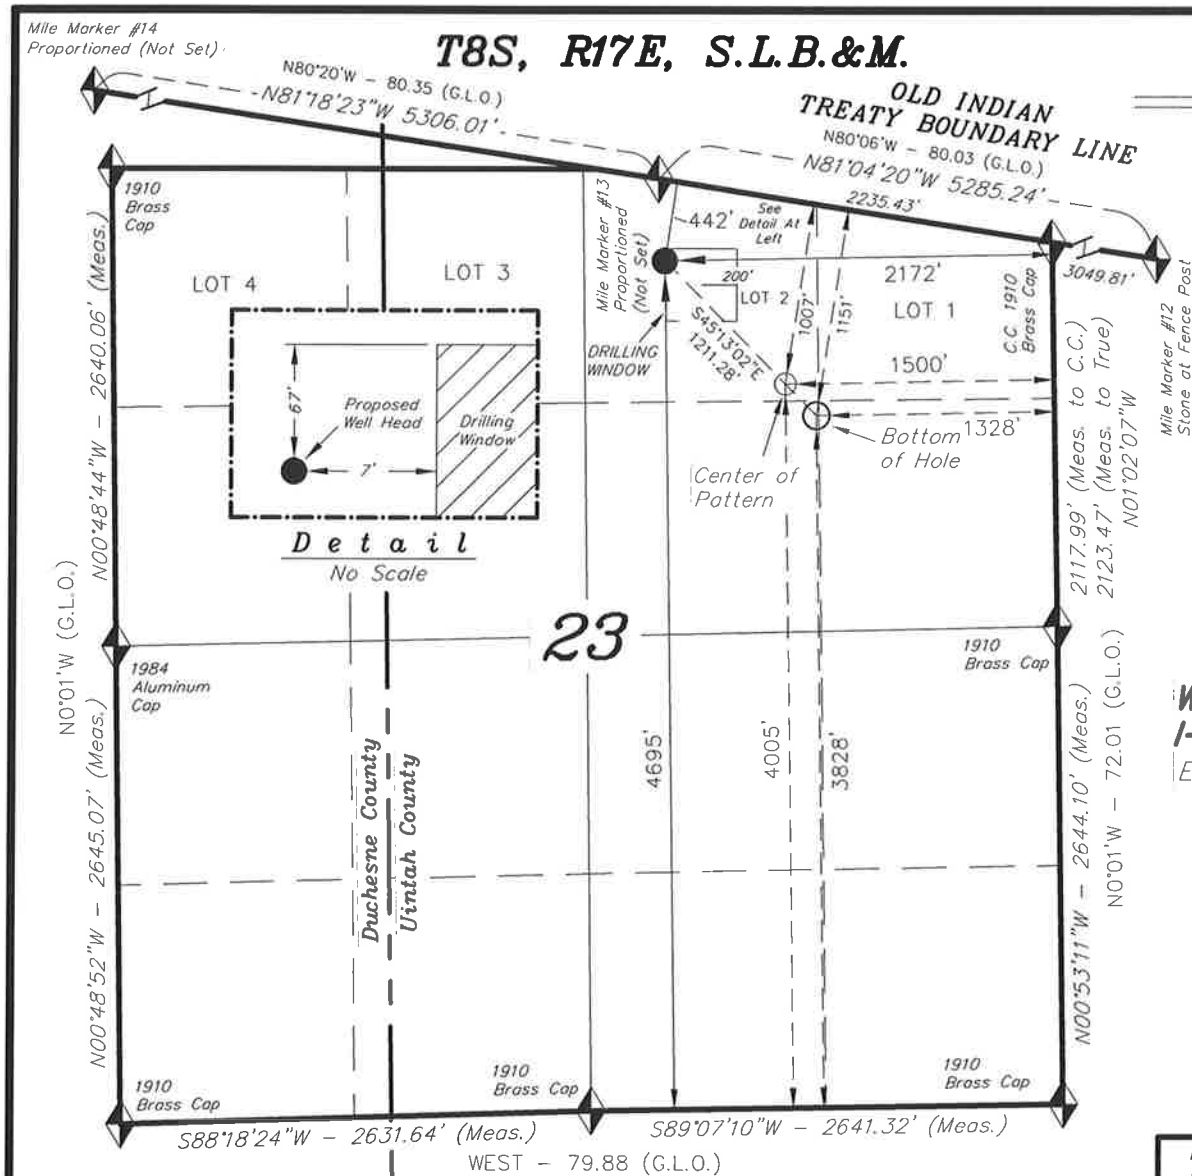 Mile Marker #14
Proportioned (Not Set)
T8S, R17E, S.L.B.&M.
N80°20'W - 80.35 (G.L.O.)
N81°18'23"W 5306.01'
OLD INDIAN
TREATY BOUNDARY LINE
N80°06'W - 80.03 (G.L.O.)
N81°04'20"W 5285.24'
2235.43'
3049.81'
1910
Brass
Cap
Mile Marker #13
Proportioned
(Not Set)
442'
See
Detail At
Left
2172'
200'
LOT 4
LOT 3
LOT 2
LOT 1
C.C. 1910
Brass Cap
Mile Marker #12
Stone at Fence Post
N00°48'44"W - 2640.06' (Meas.)
DRILLING
WINDOW
S45°13'02"E
1211.28'
1007'
1151'
1500'
1328'
67'
Proposed
Well Head
7'
Drilling
Window
Detail
No Scale
Center of
Pattern
Bottom
of Hole
2117.99' (Meas. to C.C.)
2123.47' (Meas. to True)
N01°02'07"W
N0°01'W (G.L.O.)
23
1984
Aluminum
Cap
1910
Brass Cap
W
1-
E
N00°48'52"W - 2645.07' (Meas.)
Duchesne County
Uintah County
4695'
4005'
3828'
N00°53'11"W - 2644.10' (Meas.)
N0°01'W - 72.01 (G.L.O.)
1910
Brass Cap
1910
Brass Cap
1910
Brass Cap
S88°18'24"W - 2631.64' (Meas.)
S89°07'10"W - 2641.32' (Meas.)
WEST - 79.88 (G.L.O.)